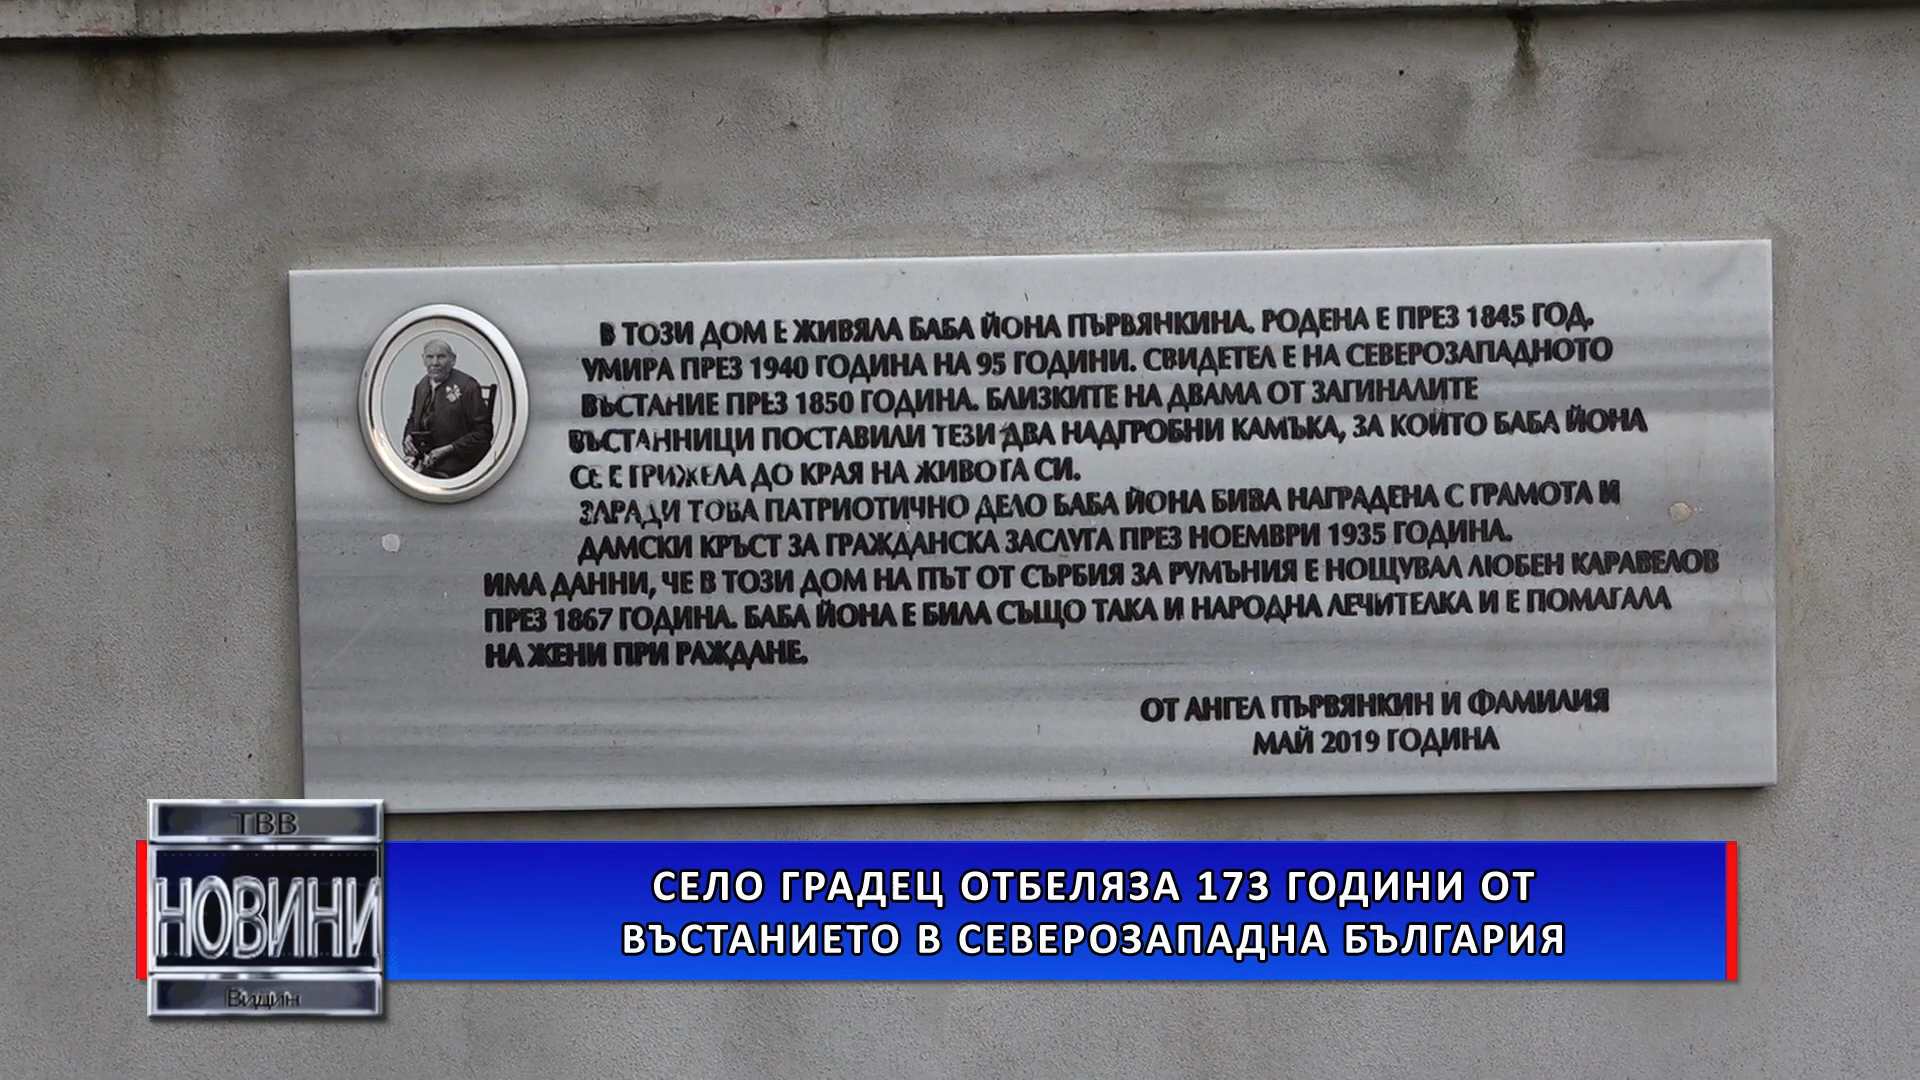 В ТОЗИ ДОМ Е ЖИВЯЛА БАБА ЙОНА ПЪРВЯНКИНА. РОДЕНА Е ПРЕЗ 1845 ГОД.
УМИРА ПРЕЗ 1940 ГОДИНА НА 95 ГОДИНИ. СВИДЕТЕЛ Е НА СЕВЕРОЗАПАДНОТО
ВЪСТАНИЕ ПРЕЗ 1850 ГОДИНА. БЛИЗКИТЕ НА ДВАМА ОТ ЗАГИНАЛИТЕ
ВЪСТАННИЦИ ПОСТАВИЛИ ТЕЗИ ДВА НАДГРОБНИ КАМЪКА, ЗА КОЙТО БАБА ЙОНА
СЕ Е ГРИЖЕЛА ДО КРАЯ НА ЖИВОТА СИ.
ЗАРАДИ ТОВА ПАТРИОТИЧНО ДЕЛО БАБА ЙОНА БИВА НАГРАДЕНА С ГРАМОТА И
ДАМСКИ КРЪСТ ЗА ГРАЖДАНСКА ЗАСЛУГА ПРЕЗ НОЕМВРИ 1935 ГОДИНА.
ИМА ДАННИ, ЧЕ В ТОЗИ ДОМ НА ПЪТ ОТ СЪРБИЯ ЗА РУМЪНИЯ Е НОЩУВАЛ ЛЮБЕН КАРАВЕЛОВ
ПРЕЗ 1867 ГОДИНА. БАБА ЙОНА Е БИЛА СЪЩО ТАКА И НАРОДНА ЛЕЧИТЕЛКА И Е ПОМАГАЛА
НА ЖЕНИ ПРИ РАЖДАНЕ.
ОТ АНГЕЛ ПЪРВЯНКИН И ФАМИЛИЯ
МАЙ 2019 ГОДИНА
ТВВ
НОВИНИ
Видин
СЕЛО ГРАДЕЦ ОТБЕЛЯЗА 173 ГОДИНИ ОТ
ВЪСТАНИЕТО В СЕВЕРОЗАПАДНА БЪЛГАРИЯ